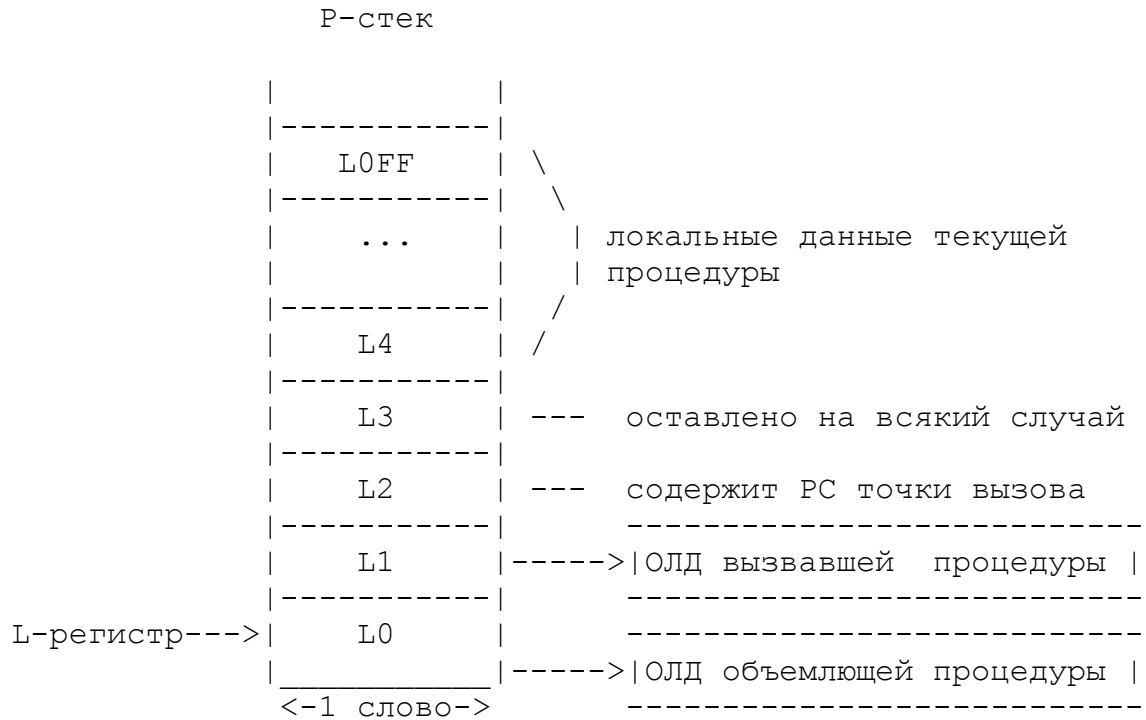 P-стек
L0FF
... локальные данные текущей
процедуры
L4
L3 --- оставлено на всякий случай
L2 --- содержит PC точки вызова
L1 ----->|ОЛД вызвавшей процедуры |
L-регистр--->| L0
----->|ОЛД объемлющей процедуры |
<-1 слово->